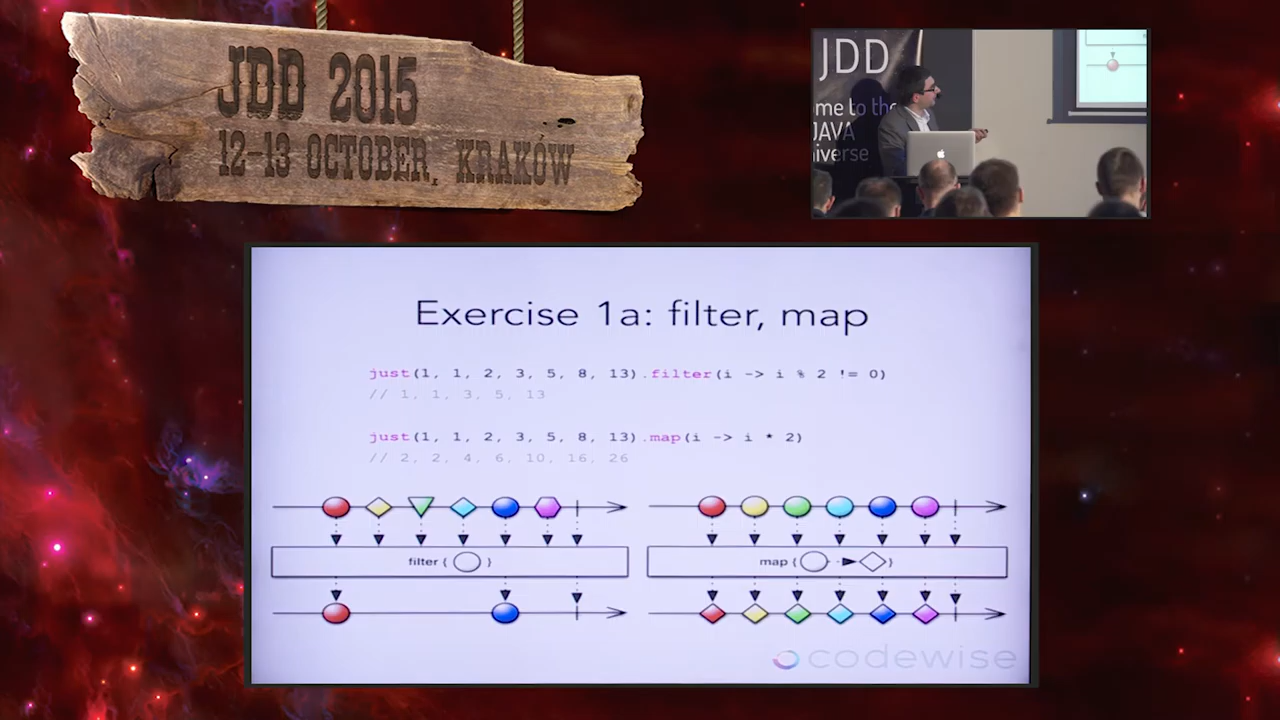 JDD 2015
12-13 OCTOBER, KRAKÓW
JDD
ome to the
JAVA
niverse
Exercise 1a: filter, map
just(1, 1, 2, 3, 5, 8, 13).filter(i -> i % 2 != 0)
// 1, 1, 3, 5, 13
just(1, 1, 2, 3, 5, 8, 13).map(i -> i * 2)
// 2, 2, 4, 6, 10, 16, 26
filter { }
map { }
codewise